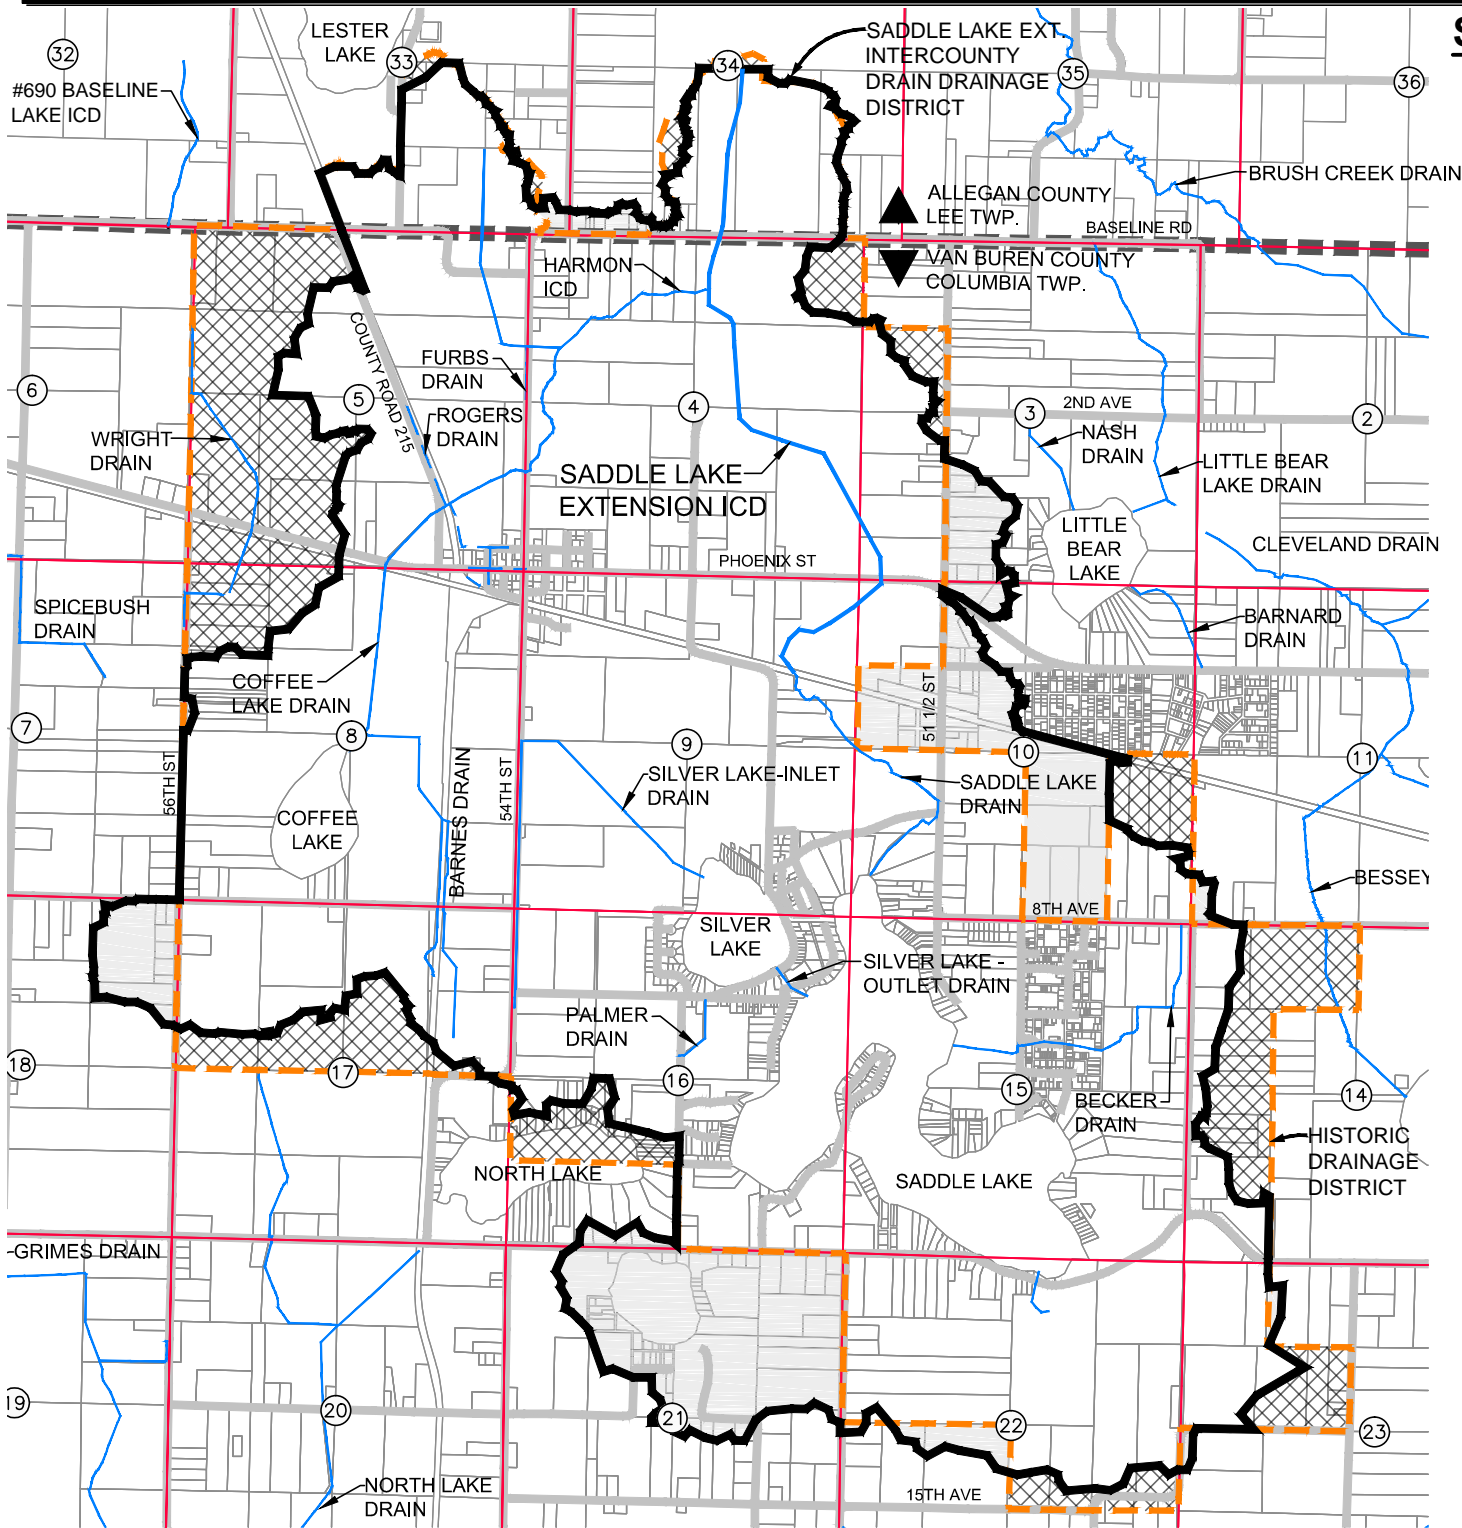 S
LESTER
LAKE
32
33
34
35
36
#690 BASELINE
LAKE ICD
SADDLE LAKE EXT.
INTERCOUNTY
DRAIN DRAINAGE
DISTRICT
BRUSH CREEK DRAIN
ALLEGAN COUNTY
LEE TWP.
BASELINE RD
VAN BUREN COUNTY
COLUMBIA TWP.
HARMON
ICD
COUNTY ROAD 215
FURBS
DRAIN
ROGERS
DRAIN
6
5
4
3
2
2ND AVE
NASH
DRAIN
WRIGHT
DRAIN
LITTLE BEAR
LAKE DRAIN
SADDLE LAKE
EXTENSION ICD
LITTLE
BEAR
LAKE
CLEVELAND DRAIN
PHOENIX ST
SPICEBUSH
DRAIN
BARNARD
DRAIN
COFFEE
LAKE DRAIN
51 1/2 ST
7
8
9
10
11
56TH ST
54TH ST
BARNES DRAIN
SILVER LAKE-INLET
DRAIN
SADDLE LAKE
DRAIN
COFFEE
LAKE
BESSEY
8TH AVE
SILVER
LAKE
SILVER LAKE -
OUTLET DRAIN
PALMER
DRAIN
18
17
16
15
14
BECKER
DRAIN
HISTORIC
DRAINAGE
DISTRICT
NORTH LAKE
SADDLE LAKE
GRIMES DRAIN
19
20
21
22
23
NORTH LAKE
DRAIN
15TH AVE